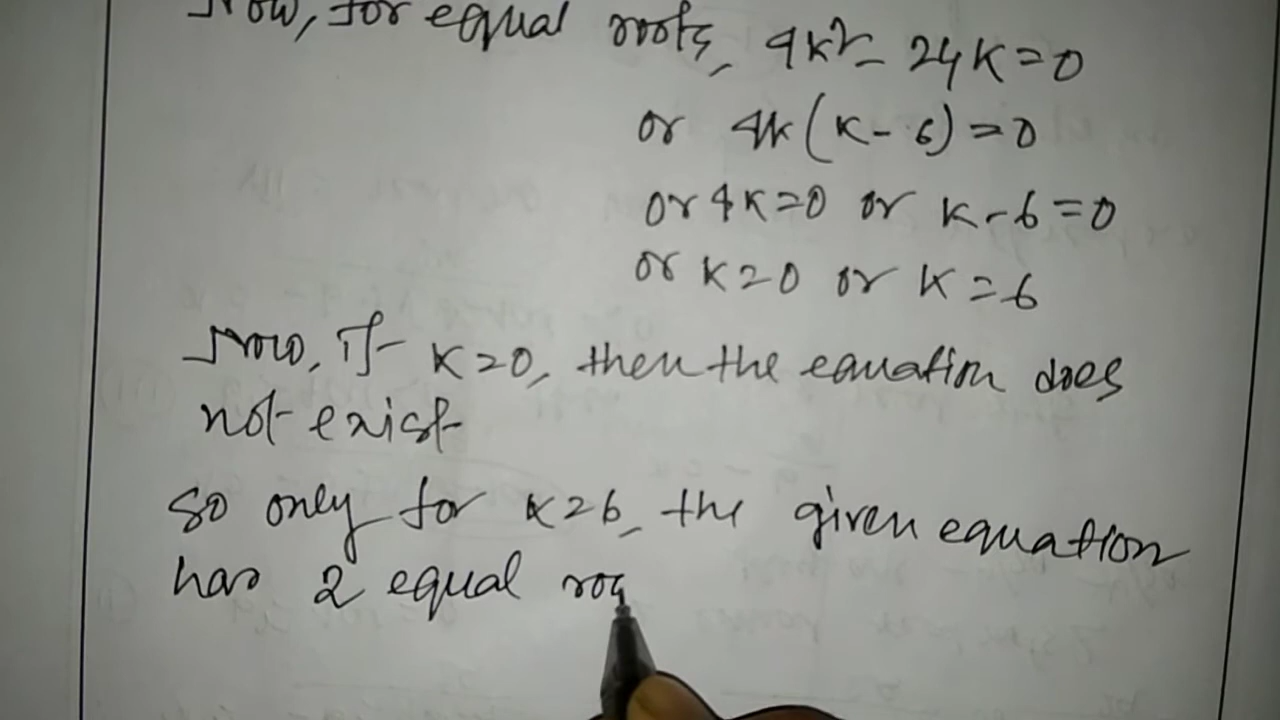 Now, for equal roots, 4k²- 24k=0
or 4k(k-6)=0
or 4k=0 or k-6=0
or k=0 or k=6
Now, if k=0, then the equation does
not exist
so only for k=6, the given equation
has 2 equal roo